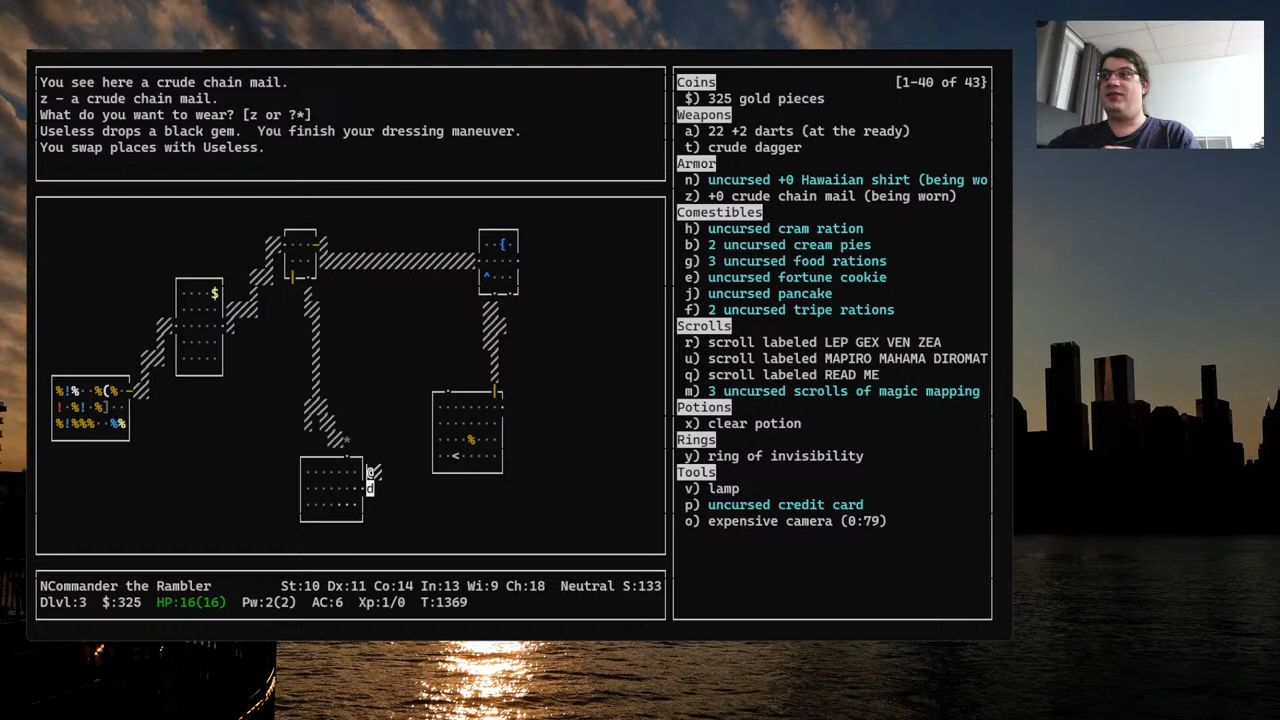 You see here a crude chain mail.
z - a crude chain mail.
What do you want to wear? [z or ?*]
Useless drops a black gem.  You finish your dressing maneuver.
You swap places with Useless.
Coins [1-40 of 43}
$) 325 gold pieces
Weapons
a) 22 +2 darts (at the ready)
t) crude dagger
Armor
n) uncursed +0 Hawaiian shirt (being wo
z) +0 crude chain mail (being worn)
Comestibles
h) uncursed cram ration
b) 2 uncursed cream pies
g) 3 uncursed food rations
e) uncursed fortune cookie
j) uncursed pancake
f) 2 uncursed tripe rations
Scrolls
r) scroll labeled LEP GEX VEN ZEA
u) scroll labeled MAPIRO MAHAMA DIROMAT
q) scroll labeled READ ME
m) 3 uncursed scrolls of magic mapping
Potions
x) clear potion
Rings
y) ring of invisibility
Tools
v) lamp
p) uncursed credit card
o) expensive camera (0:79)
NCommander the Rambler St:10 Dx:11 Co:14 In:13 Wi:9 Ch:18 Neutral S:133
Dlvl:3 $:325 HP:16(16) Pw:2(2) AC:6 Xp:1/0 T:1369